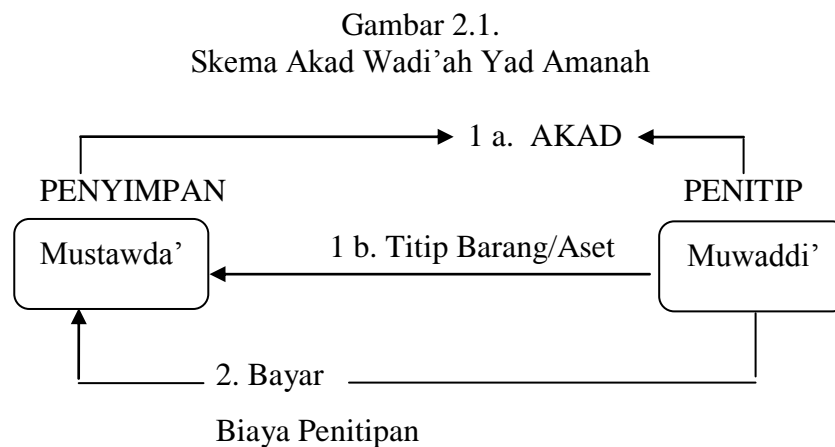 Gambar 2.1.
Skema Akad Wadi’ah Yad Amanah
1 a. AKAD
PENYIMPAN
PENITIP
Mustawda’
1 b. Titip Barang/Aset
Muwaddi’
2. Bayar
Biaya Penitipan